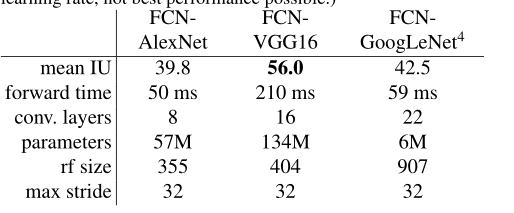 learning rate, not best performance possible.)
FCN- FCN- FCN-
AlexNet VGG16 GoogLeNet4
mean IU 39.8 56.0 42.5
forward time 50 ms 210 ms 59 ms
conv. layers 8 16 22
parameters 57M 134M 6M
rf size 355 404 907
max stride 32 32 32